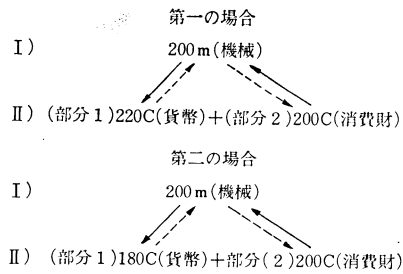 第一の場合
Ⅰ) 200m(機械)
Ⅱ) (部分1)220C(貨幣)+(部分2)200C(消費財)
第二の場合
Ⅰ) 200m(機械)
Ⅱ) (部分1)180C(貨幣)+部分(2)200C(消費財)